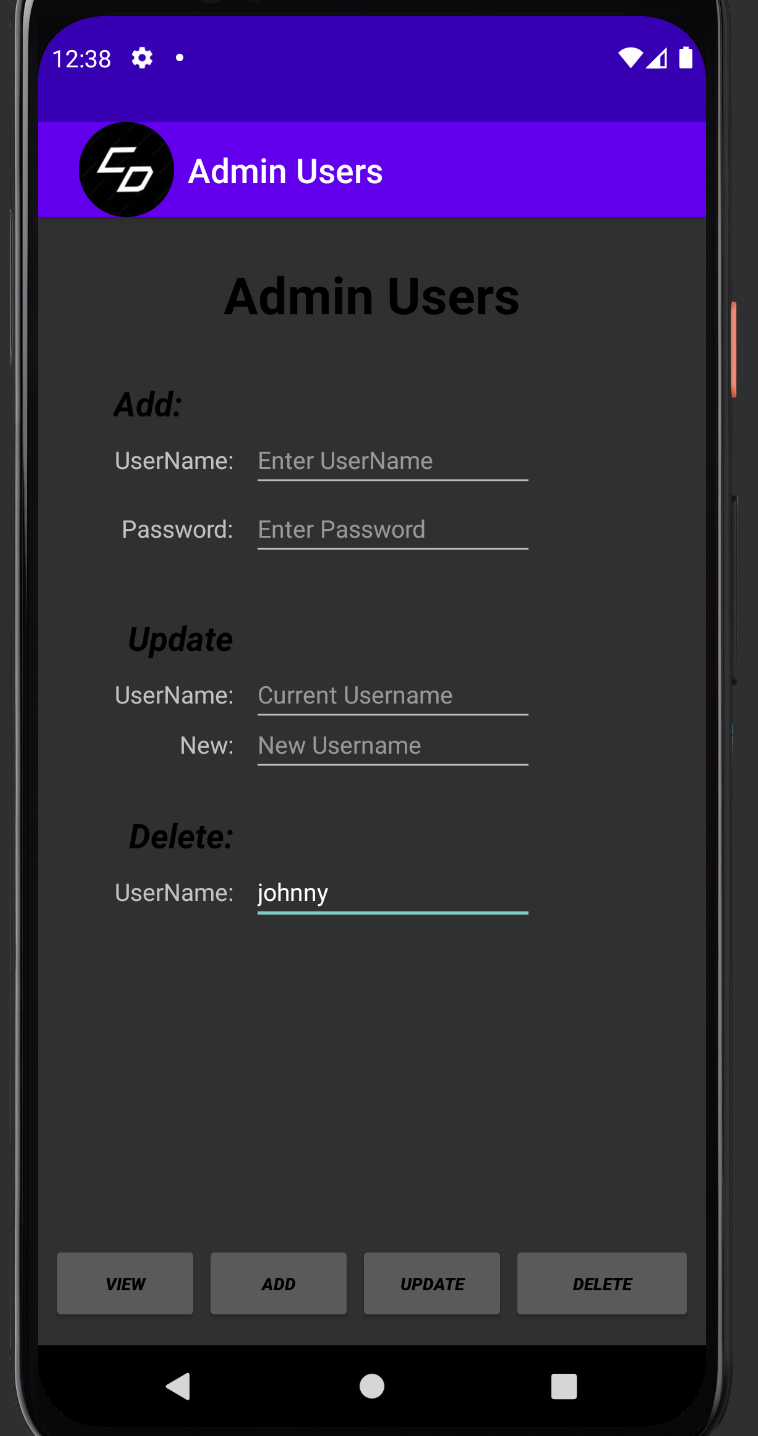 12:38
CD
Admin Users
Admin Users
Add:
UserName: Enter UserName
Password: Enter Password
Update
UserName: Current Username
New: New Username
Delete:
UserName: johnny
VIEW ADD UPDATE DELETE